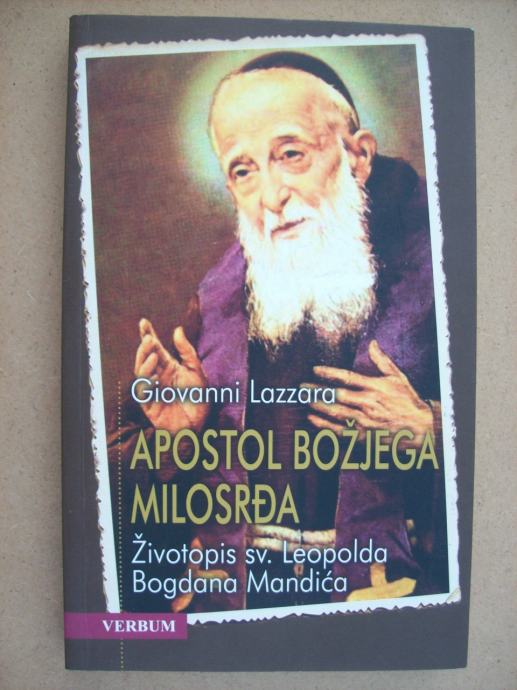 Giovanni Lazzara
APOSTOL BOŽJEGA
MILOSRĐA
Životopis sv. Leopolda
Bogdana Mandića
VERBUM